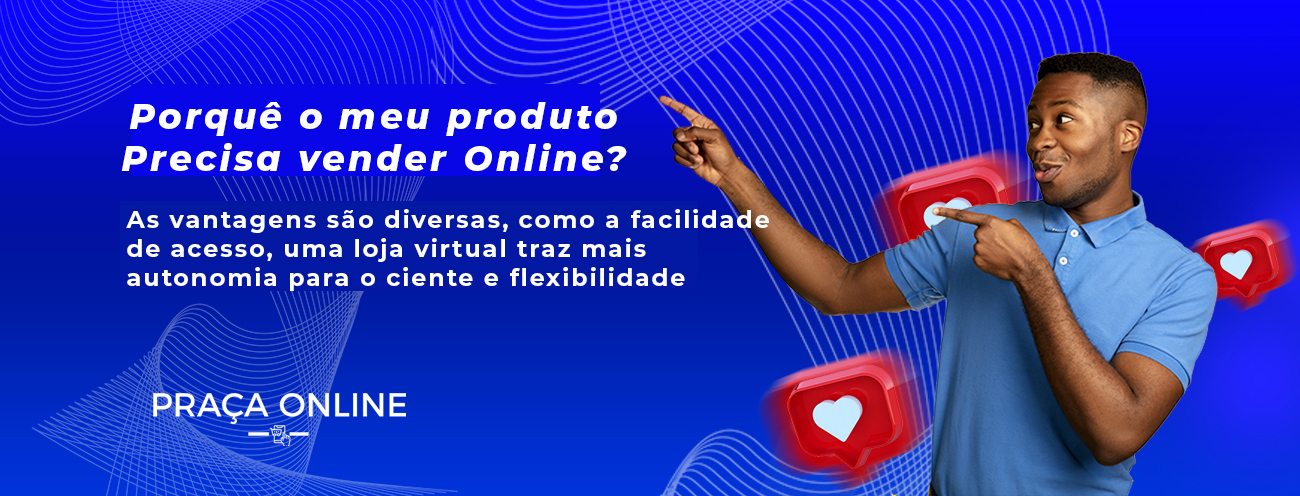 Porquê o meu produto
Precisa vender Online?
As vantagens são diversas, como a facilidade
de acesso, uma loja virtual traz mais
autonomia para o ciente e flexibilidade
PRAÇA ONLINE